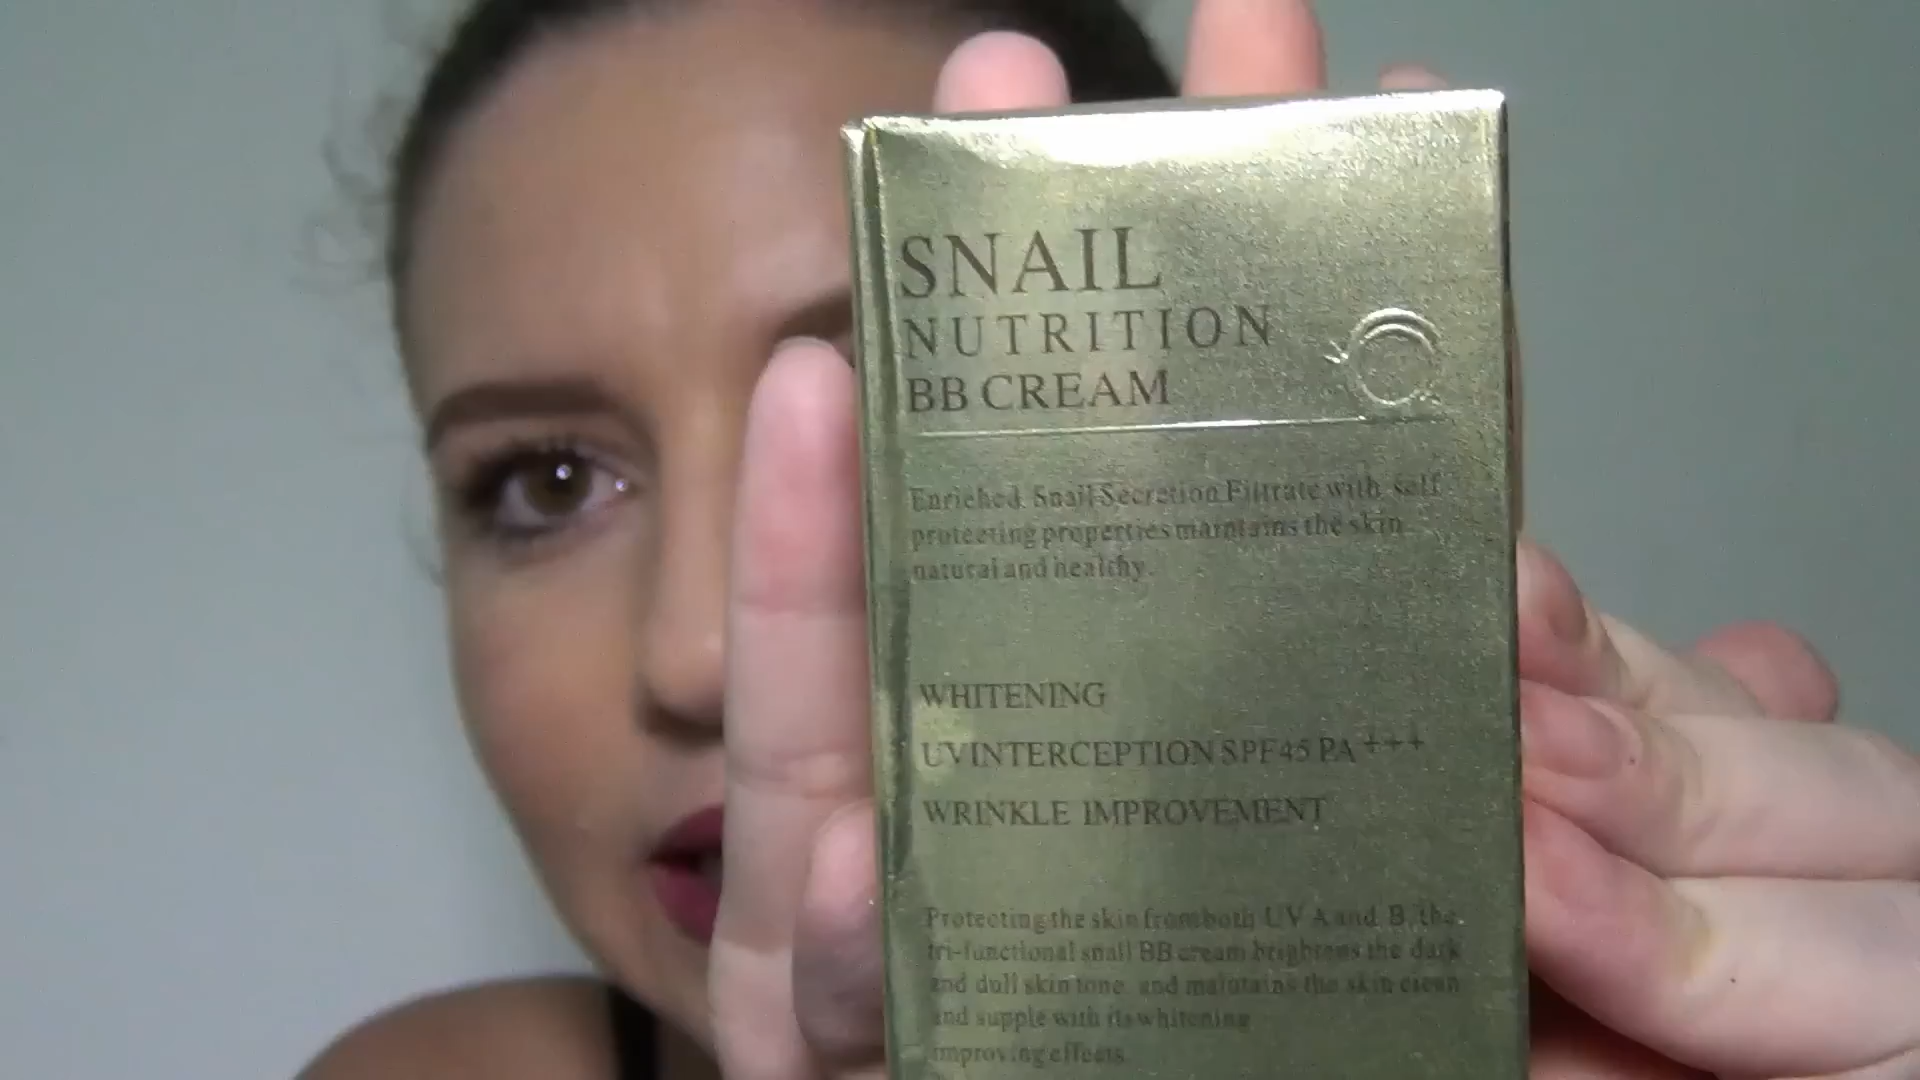 SNAIL
NUTRITION
BB CREAM
Enriched Snail Secretion Filtrate with self
protecting properties maintains the skin
natural and healthy.
WHITENING
UV INTERCEPTION SPF45 PA+++
WRINKLE IMPROVEMENT
Protecting the skin from both UV A and B, the
tri-functional snail BB cream brightens the dark
and dull skin tone and maintains the skin clean
and supple with its whitening
improving effects.